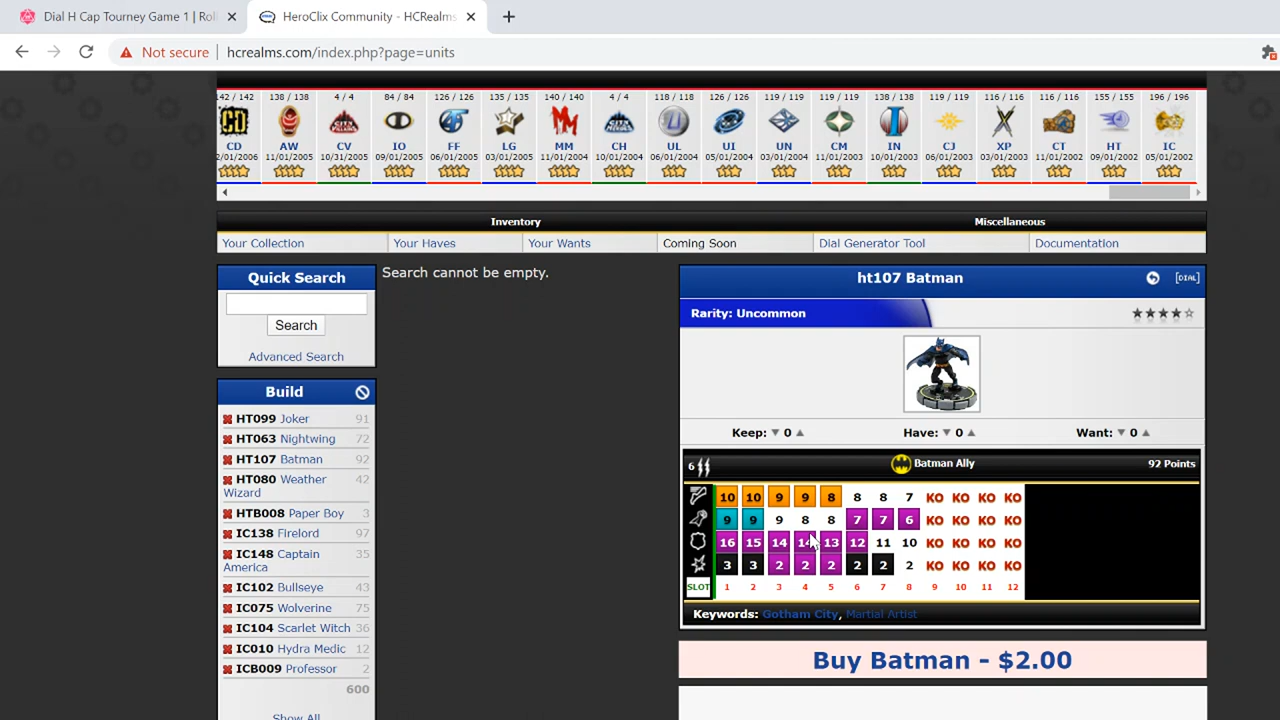 Dial H Cap Tourney Game 1 | Rol
HeroClix Community - HCRealms
Not secure | hcrealms.com/index.php?page=units
142 / 142 138 / 138 4 / 4 84 / 84 126 / 126 135 / 135 140 / 140 4 / 4 118 / 118 126 / 126 119 / 119 119 / 119 138 / 138 119 / 119 116 / 116 116 / 116 155 / 155 196 / 196
CD AW CV IO FF LG MM CH UL UI UN CM IN CJ XP CT HT IC
2/01/2006 11/01/2005 10/31/2005 09/01/2005 06/01/2005 03/01/2005 11/01/2004 10/01/2004 06/01/2004 05/01/2004 03/01/2004 11/01/2003 10/01/2003 06/01/2003 03/01/2003 11/01/2002 09/01/2002 05/01/2002
Inventory Miscellaneous
Your Collection Your Haves Your Wants Coming Soon Dial Generator Tool Documentation
Quick Search
Search
Advanced Search
Build
HT099 Joker 91
HT063 Nightwing 72
HT107 Batman 92
HT080 Weather 42
Wizard
HTB008 Paper Boy 3
IC138 Firelord 97
IC148 Captain 35
America
IC102 Bullseye 43
IC075 Wolverine 75
IC104 Scarlet Witch 36
IC010 Hydra Medic 12
ICB009 Professor 2
600
Show All
Search cannot be empty.
ht107 Batman [DIAL]
Rarity: Uncommon
Keep: 0 Have: 0 Want: 0
6 Batman Ally 92 Points
10 10 9 9 8 8 8 7 KO KO KO KO
9 9 9 8 8 7 7 6 KO KO KO KO
16 15 14 14 13 12 11 10 KO KO KO KO
3 3 2 2 2 2 2 2 KO KO KO KO
SLOT 1 2 3 4 5 6 7 8 9 10 11 12
Keywords: Gotham City, Martial Artist
Buy Batman - $2.00